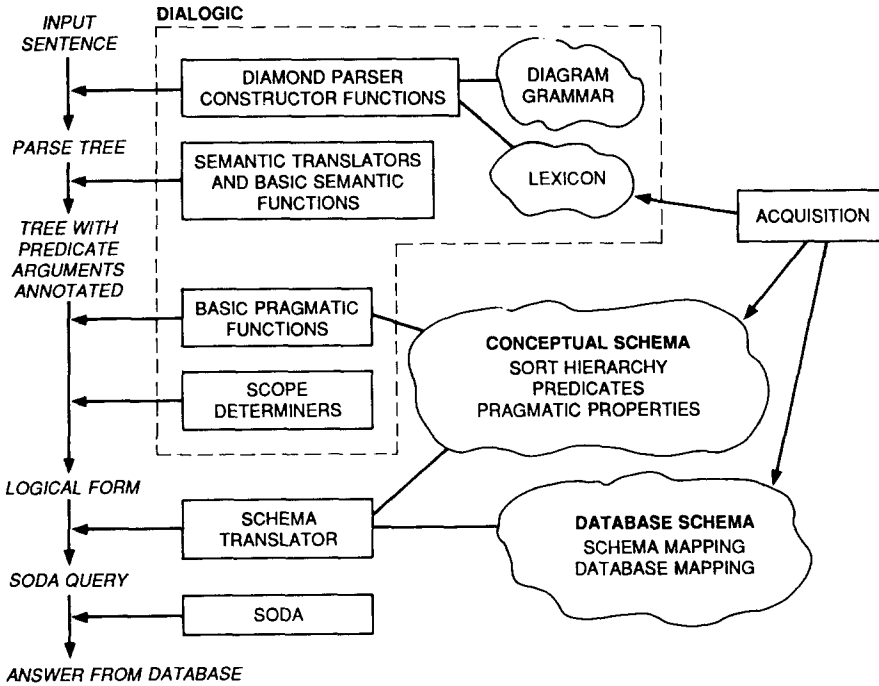 INPUT
SENTENCE
DIALOGIC
DIAMOND PARSER
CONSTRUCTOR FUNCTIONS
DIAGRAM
GRAMMAR
PARSE TREE
SEMANTIC TRANSLATORS
AND BASIC SEMANTIC
FUNCTIONS
LEXICON
ACQUISITION
TREE WITH
PREDICATE
ARGUMENTS
ANNOTATED
BASIC PRAGMATIC
FUNCTIONS
CONCEPTUAL SCHEMA
SORT HIERARCHY
PREDICATES
PRAGMATIC PROPERTIES
SCOPE
DETERMINERS
LOGICAL FORM
SCHEMA
TRANSLATOR
DATABASE SCHEMA
SCHEMA MAPPING
DATABASE MAPPING
SODA QUERY
SODA
ANSWER FROM DATABASE